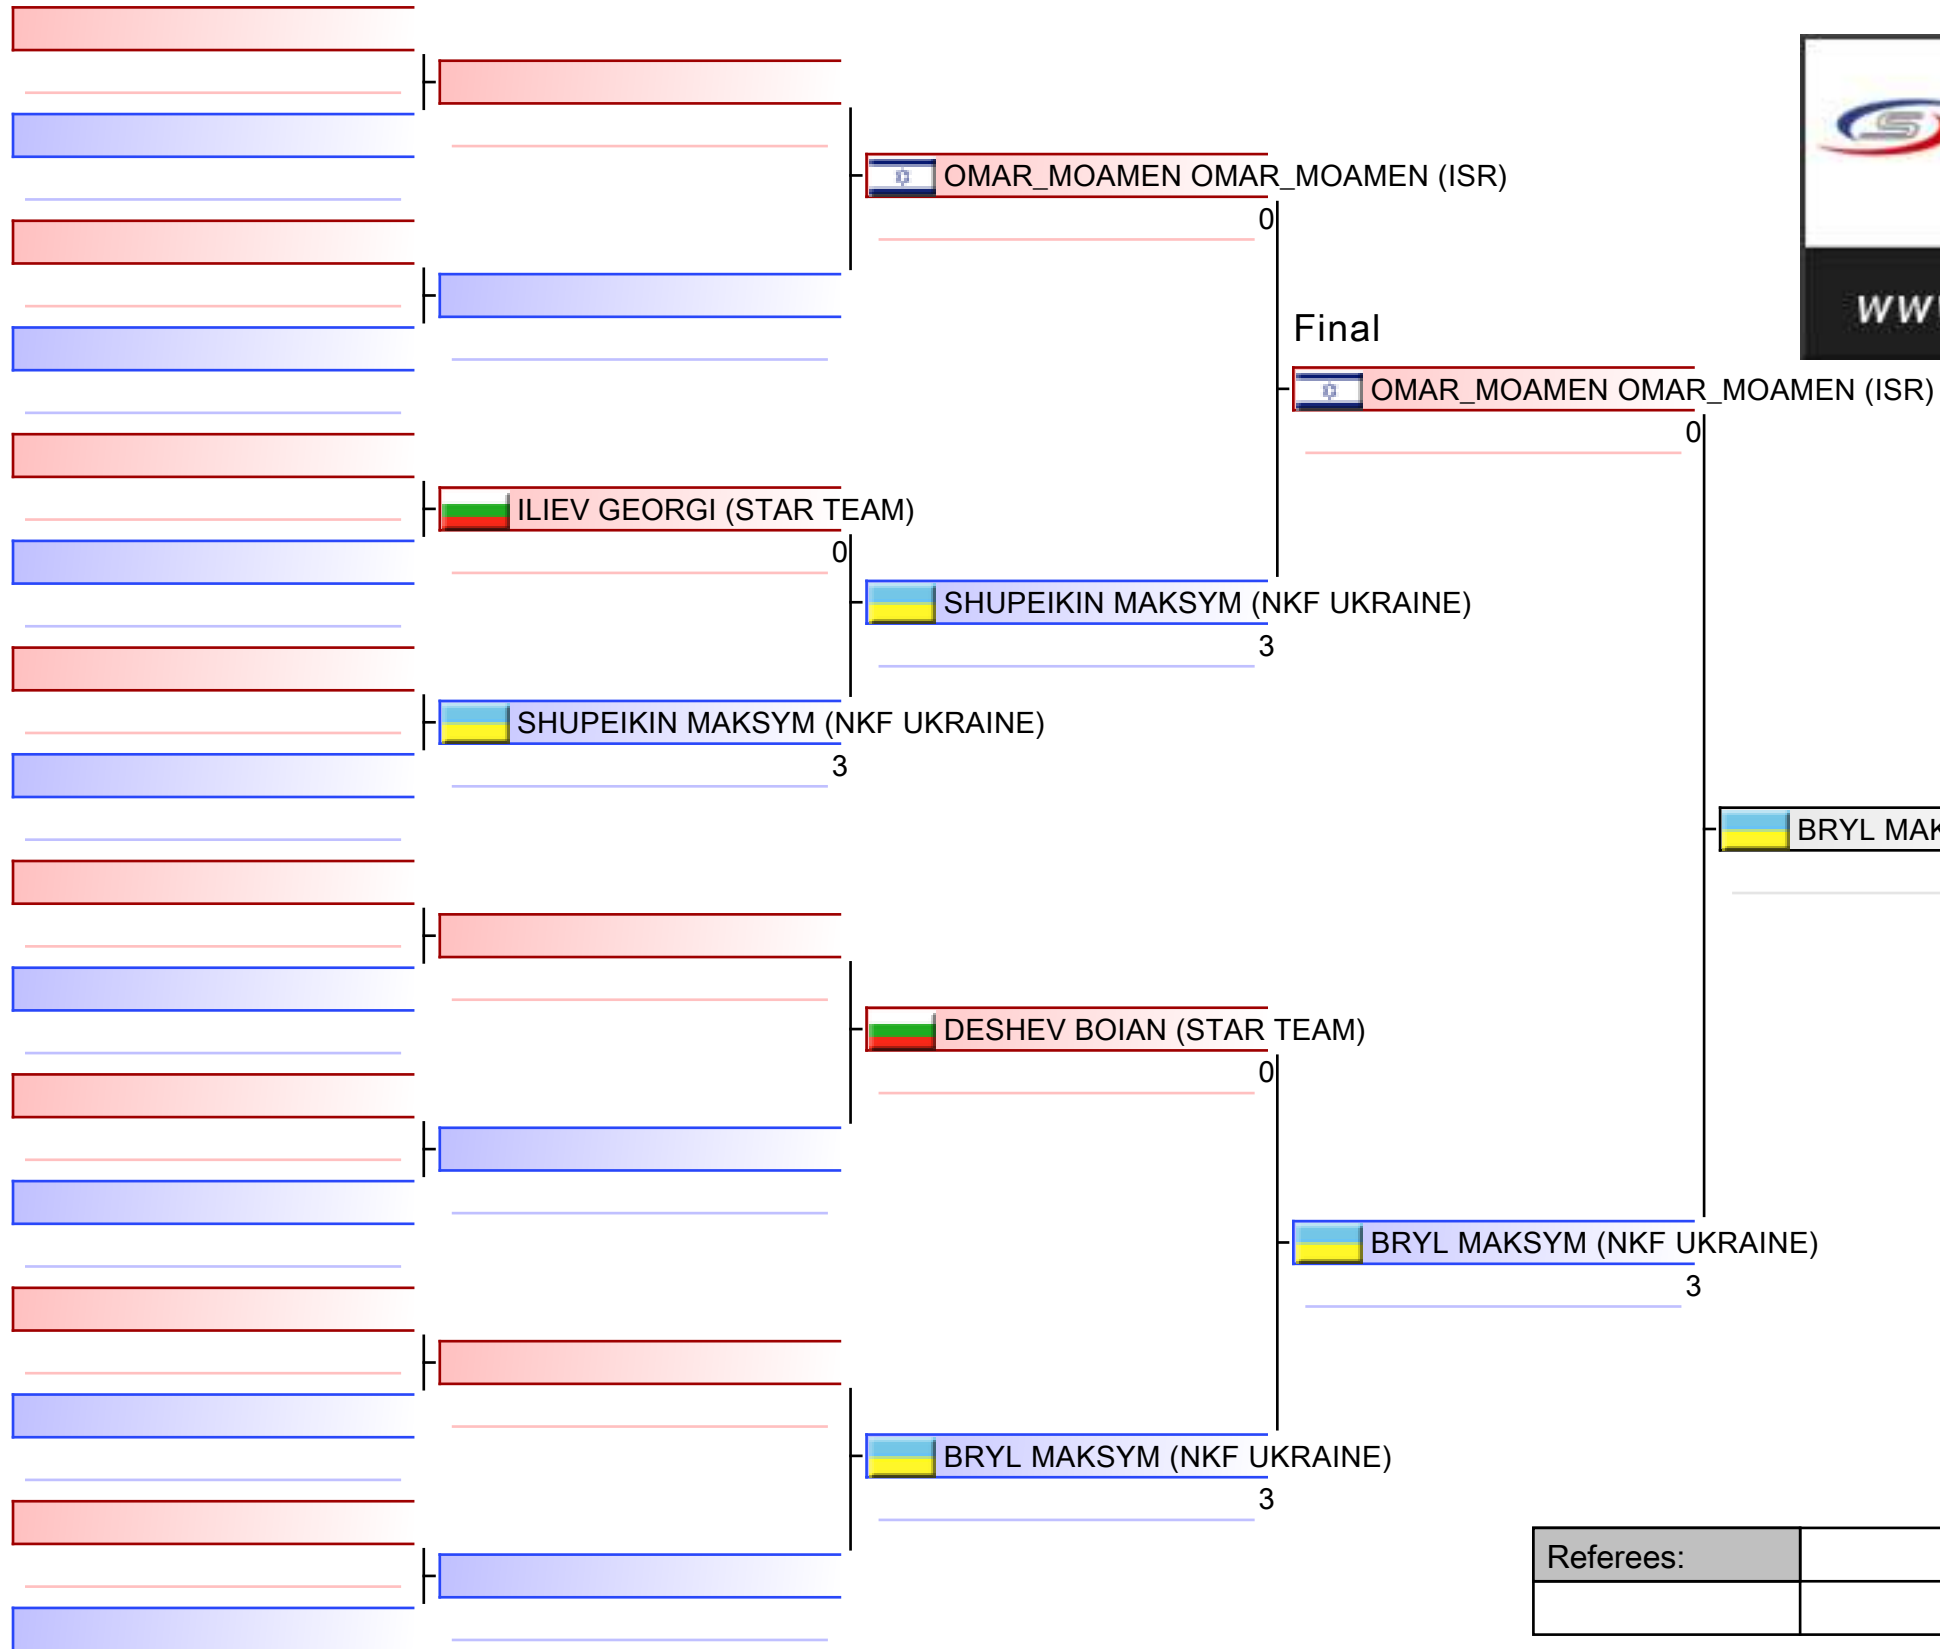 OMAR_MOAMEN OMAR_MOAMEN (ISR)
0
Final
OMAR_MOAMEN OMAR_MOAMEN (ISR)
0
ILIEV GEORGI (STAR TEAM)
0
SHUPEIKIN MAKSYM (NKF UKRAINE)
3
SHUPEIKIN MAKSYM (NKF UKRAINE)
3
BRYL MAK
DESHEV BOIAN (STAR TEAM)
0
BRYL MAKSYM (NKF UKRAINE)
3
BRYL MAKSYM (NKF UKRAINE)
3
Referees: